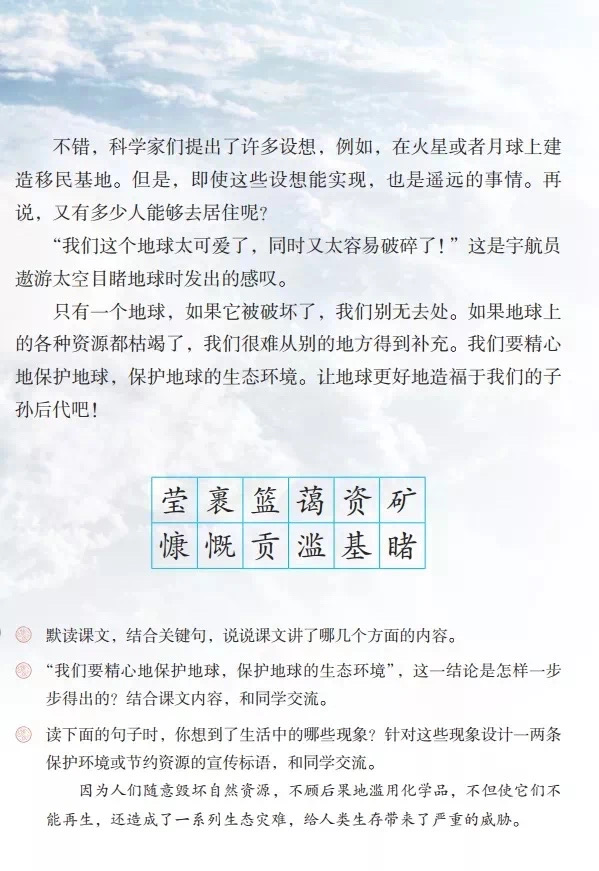 不错，科学家们提出了许多设想，例如，在火星或者月球上建
造移民基地。但是，即使这些设想能实现，也是遥远的事情。再
说，又有多少人能够去居住呢？
“我们这个地球太可爱了，同时又太容易破碎了！”这是宇航员
遨游太空目睹地球时发出的感叹。
只有一个地球，如果它被破坏了，我们别无去处。如果地球上
的各种资源都枯竭了，我们很难从别的地方得到补充。我们要精心
地保护地球，保护地球的生态环境。让地球更好地造福于我们的子
孙后代吧！
莹裹篮蔼资矿
慷慨贡滥基睹
默读课文，结合关键句，说说课文讲了哪几个方面的内容。
“我们要精心地保护地球，保护地球的生态环境”，这一结论是怎样一步
步得出的？结合课文内容，和同学交流。
读下面的句子时，你想到了生活中的哪些现象？针对这些现象设计一两条
保护环境或节约资源的宣传标语，和同学交流。
因为人们随意毁坏自然资源，不顾后果地滥用化学品，不但使它们不
能再生，还造成了一系列生态灾难，给人类生存带来了严重的威胁。